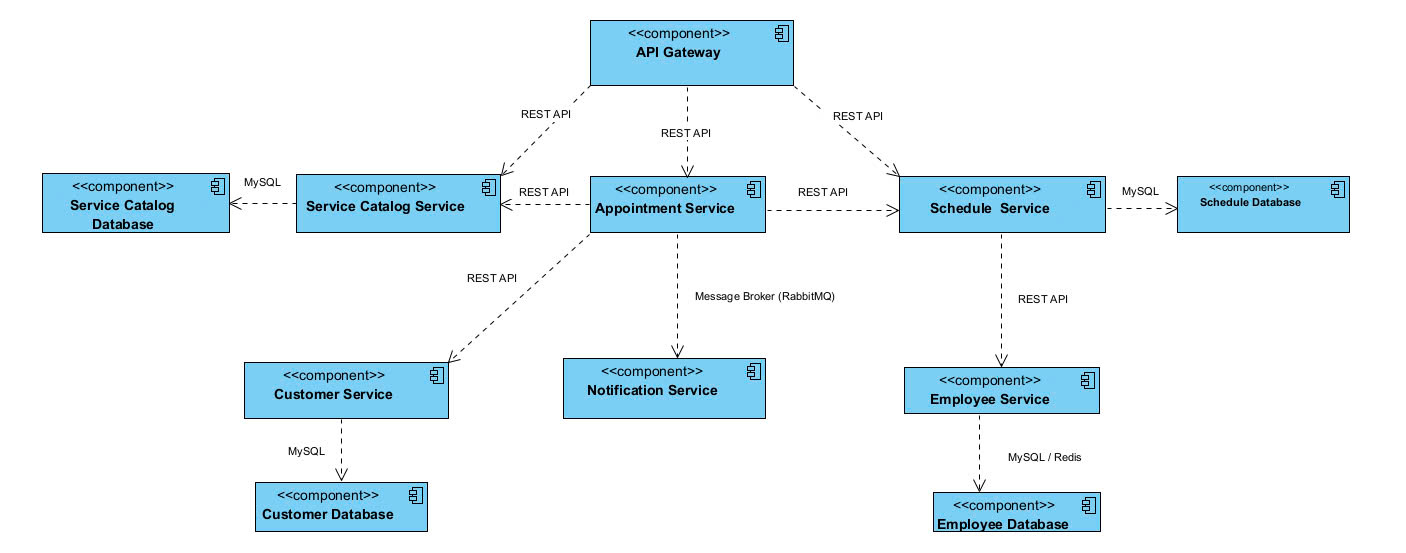 <<component>>
API Gateway
REST API
REST API
REST API
<<component>>
Service Catalog
Database
MySQL
<<component>>
Service Catalog Service
REST API
<<component>>
Appointment Service
REST API
<<component>>
Schedule  Service
MySQL
<<component>>
Schedule Database
REST API
Message Broker (RabbitMQ)
REST API
<<component>>
Customer Service
<<component>>
Notification Service
<<component>>
Employee Service
MySQL
MySQL / Redis
<<component>>
Customer Database
<<component>>
Employee Database